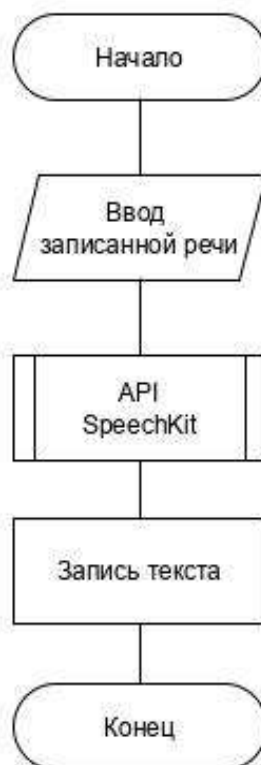 Начало
Ввод
записанной речи
API
SpeechKit
Запись текста
Конец